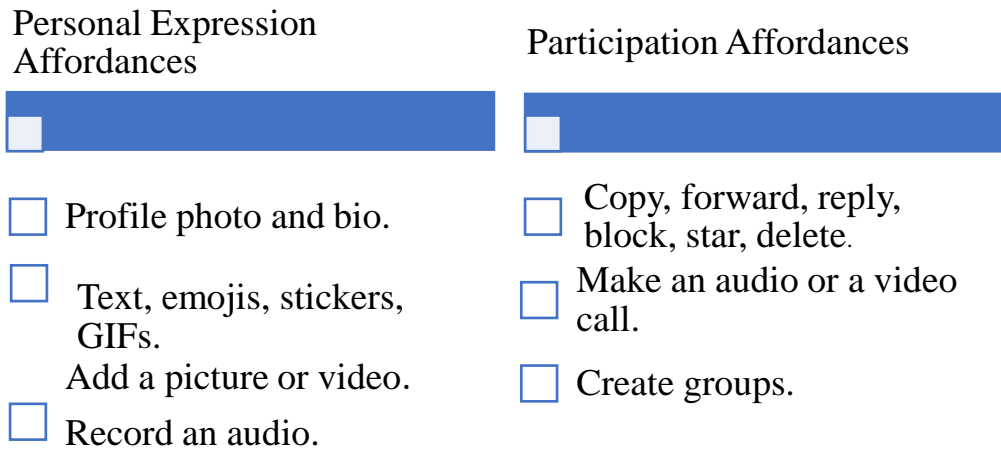 Personal Expression
Affordances
Profile photo and bio.
Text, emojis, stickers,
GIFs.
Add a picture or video.
Record an audio.
Participation Affordances
Copy, forward, reply,
block, star, delete.
Make an audio or a video
call.
Create groups.